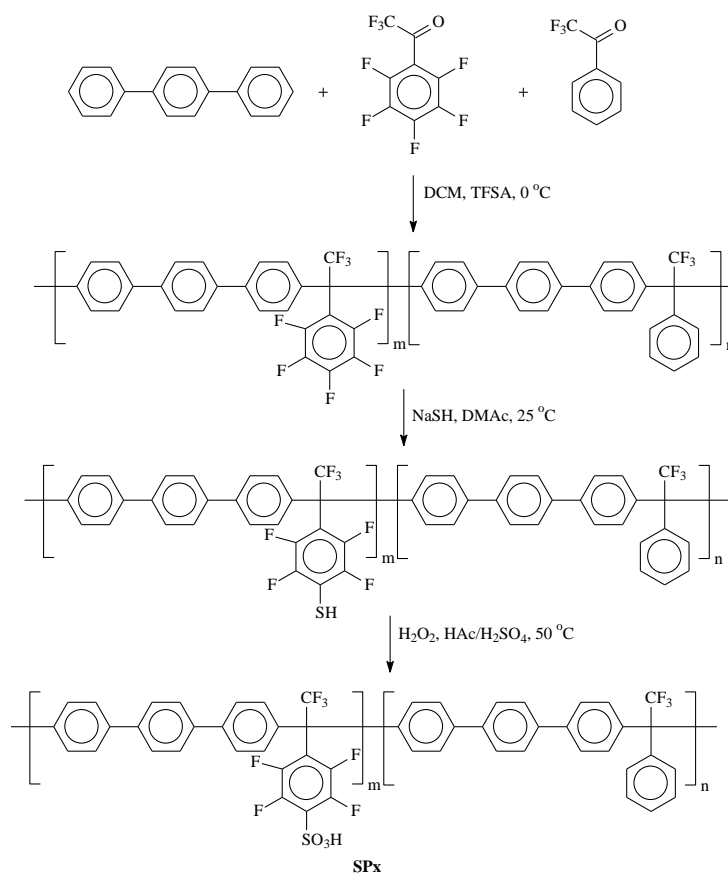 F₃C O F₃C O
F F F F F
+ +
DCM, TFSA, 0 °C
CF₃ CF₃
F F F F F
m n
NaSH, DMAc, 25 °C
CF₃ CF₃
F F F F
SH
m n
H₂O₂, HAc/H₂SO₄, 50 °C
CF₃ CF₃
F F F F
SO₃H
m n
SPx